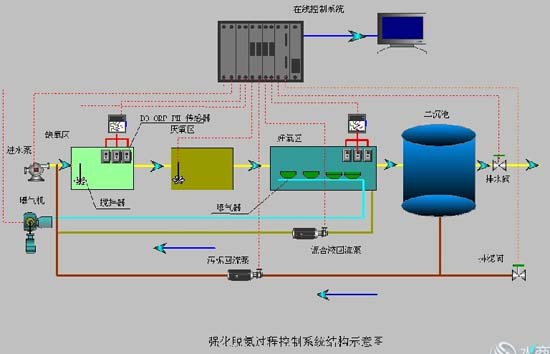 在线控制系统
DO ORP PH 传感器
缺氧区
厌氧区
好氧区
二沉池
进水泵
搅拌器
曝气器
排水阀
曝气机
混合液回流泵
污泥回流泵
排泥阀
强化脱氮过程控制系统结构示意图